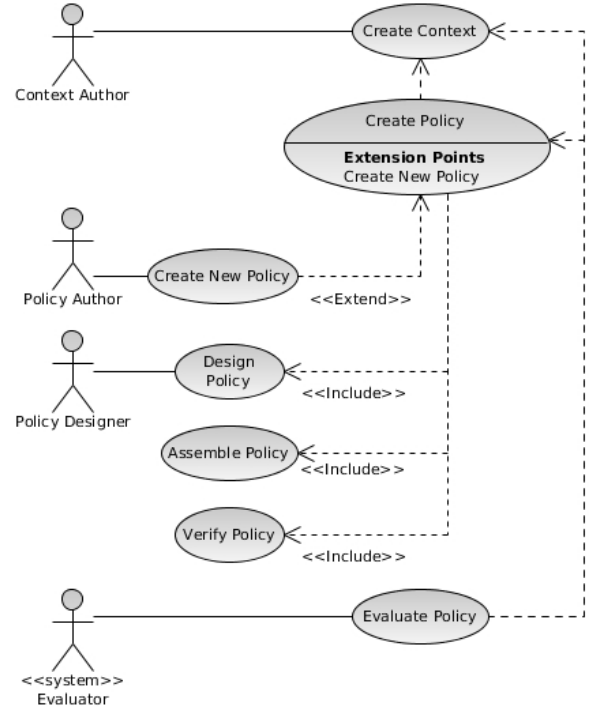 Create Context
Context Author
Create Policy
Extension Points
Create New Policy
Create New Policy
Policy Author
<<Extend>>
Design
Policy
<<Include>>
Policy Designer
Assemble Policy
<<Include>>
Verify Policy
<<Include>>
Evaluate Policy
<<system>>
Evaluator